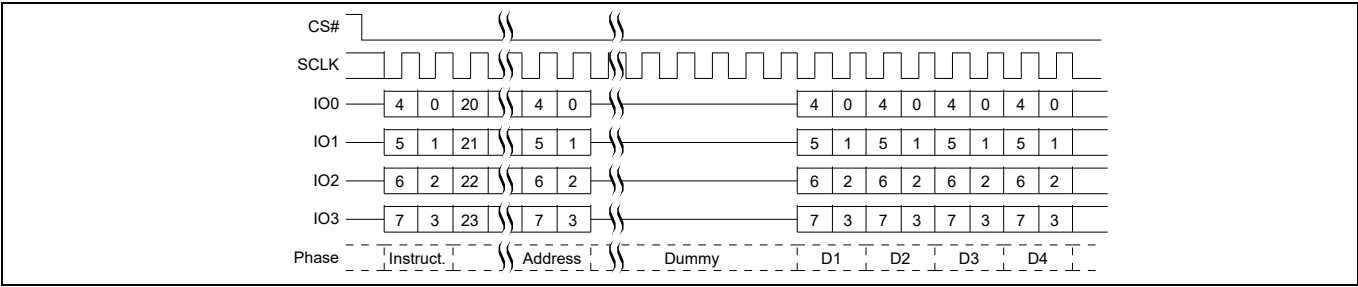 CS#
SCLK
IO0 4 0 20 4 0 4 0 4 0 4 0 4 0
IO1 5 1 21 5 1 5 1 5 1 5 1 5 1
IO2 6 2 22 6 2 6 2 6 2 6 2 6 2
IO3 7 3 23 7 3 7 3 7 3 7 3 7 3
Phase Instruct. Address Dummy D1 D2 D3 D4